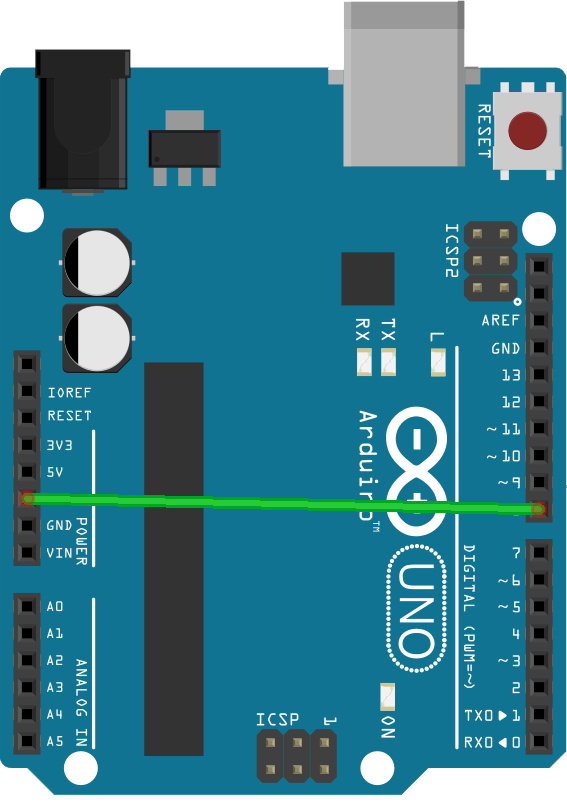 RESET
ICSP2
AREF
GND
RX
TX
L
13
12
IOREF
~11
RESET
~10
3V3
~9
5V
Arduino™
GND
VIN
POWER
7
~6
~5
4
~3
2
TX0▶1
RX0◀0
DIGITAL (PWM=~)
UNO
A0
A1
A2
A3
A4
A5
ANALOG IN
ON
ICSP
1